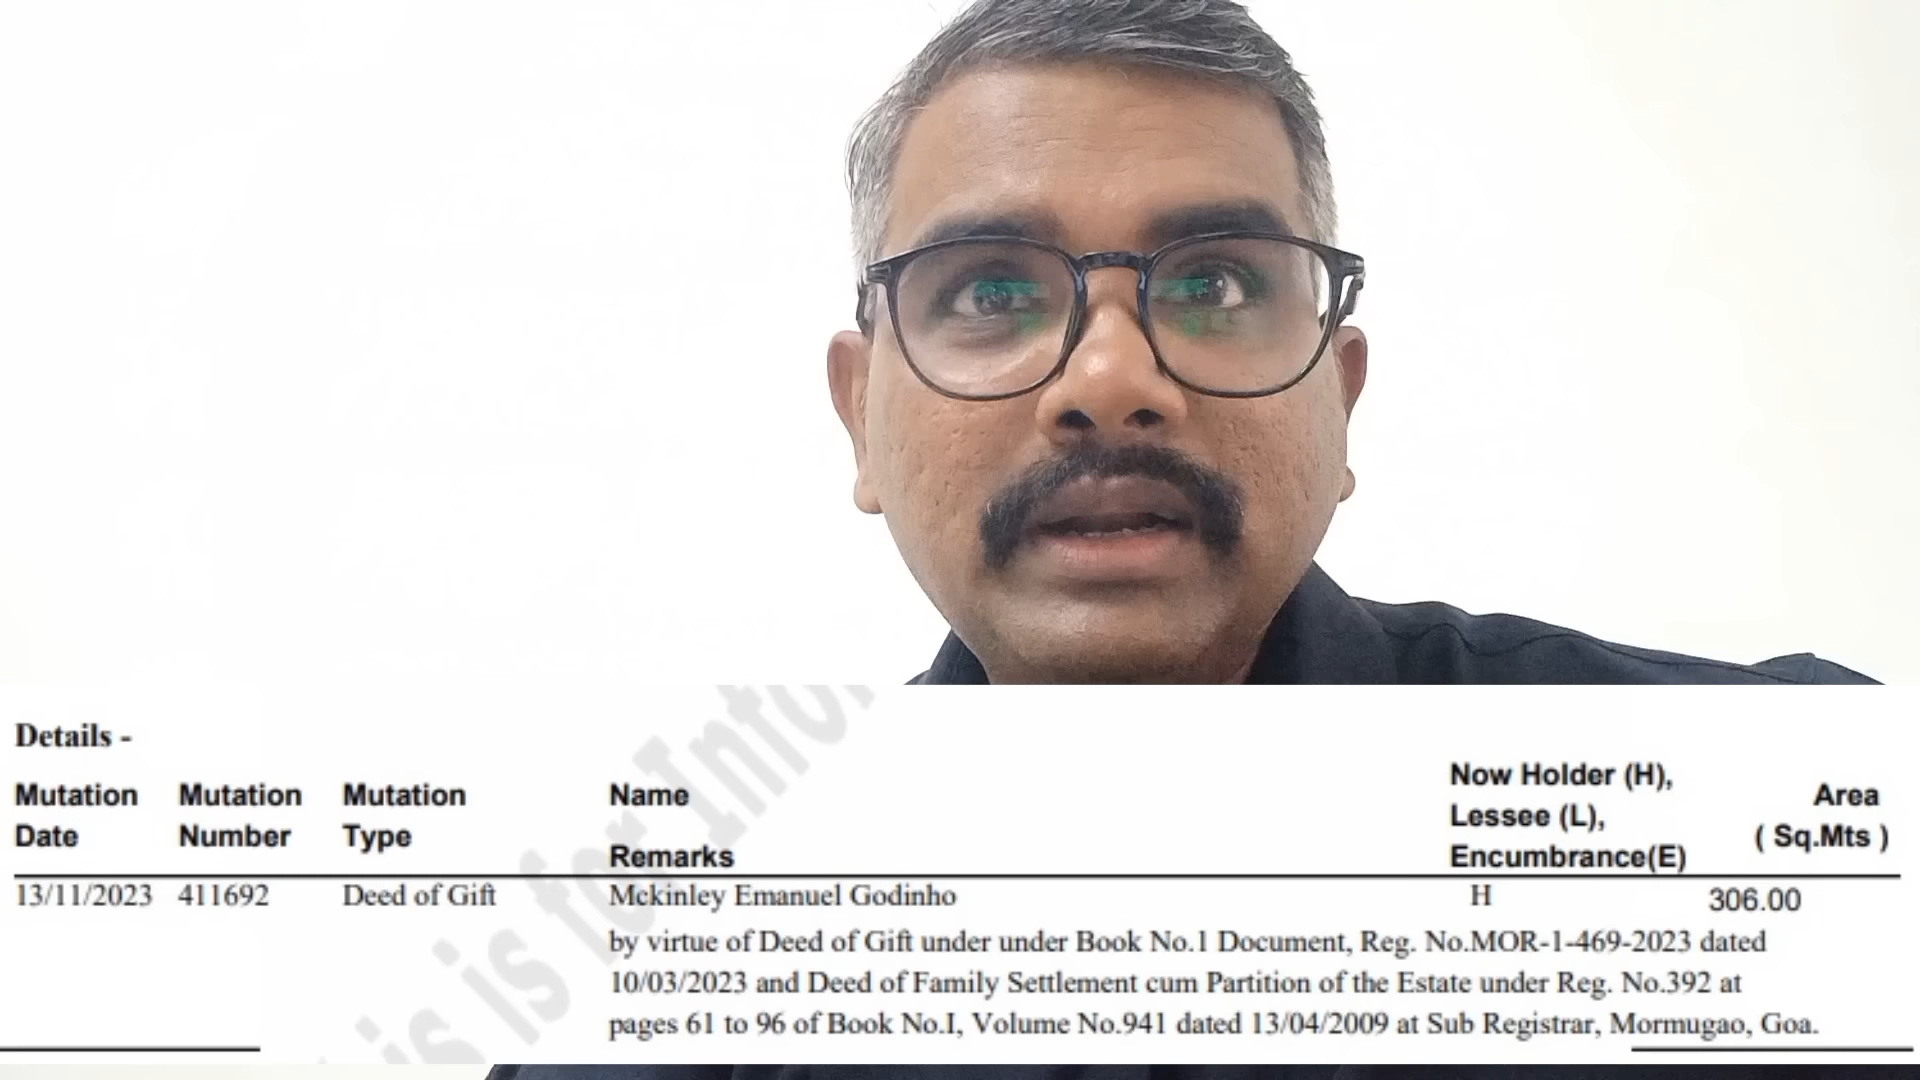 Details -
Mutation Date
Mutation Number
Mutation Type
Name
Remarks
Now Holder (H),
Lessee (L),
Encumbrance(E)
Area
( Sq.Mts )
13/11/2023 411692 Deed of Gift Mckinley Emanuel Godinho H 306.00
by virtue of Deed of Gift under under Book No.1 Document, Reg. No.MOR-1-469-2023 dated
10/03/2023 and Deed of Family Settlement cum Partition of the Estate under Reg. No.392 at
pages 61 to 96 of Book No.I, Volume No.941 dated 13/04/2009 at Sub Registrar, Mormugao, Goa.
is is for Infor